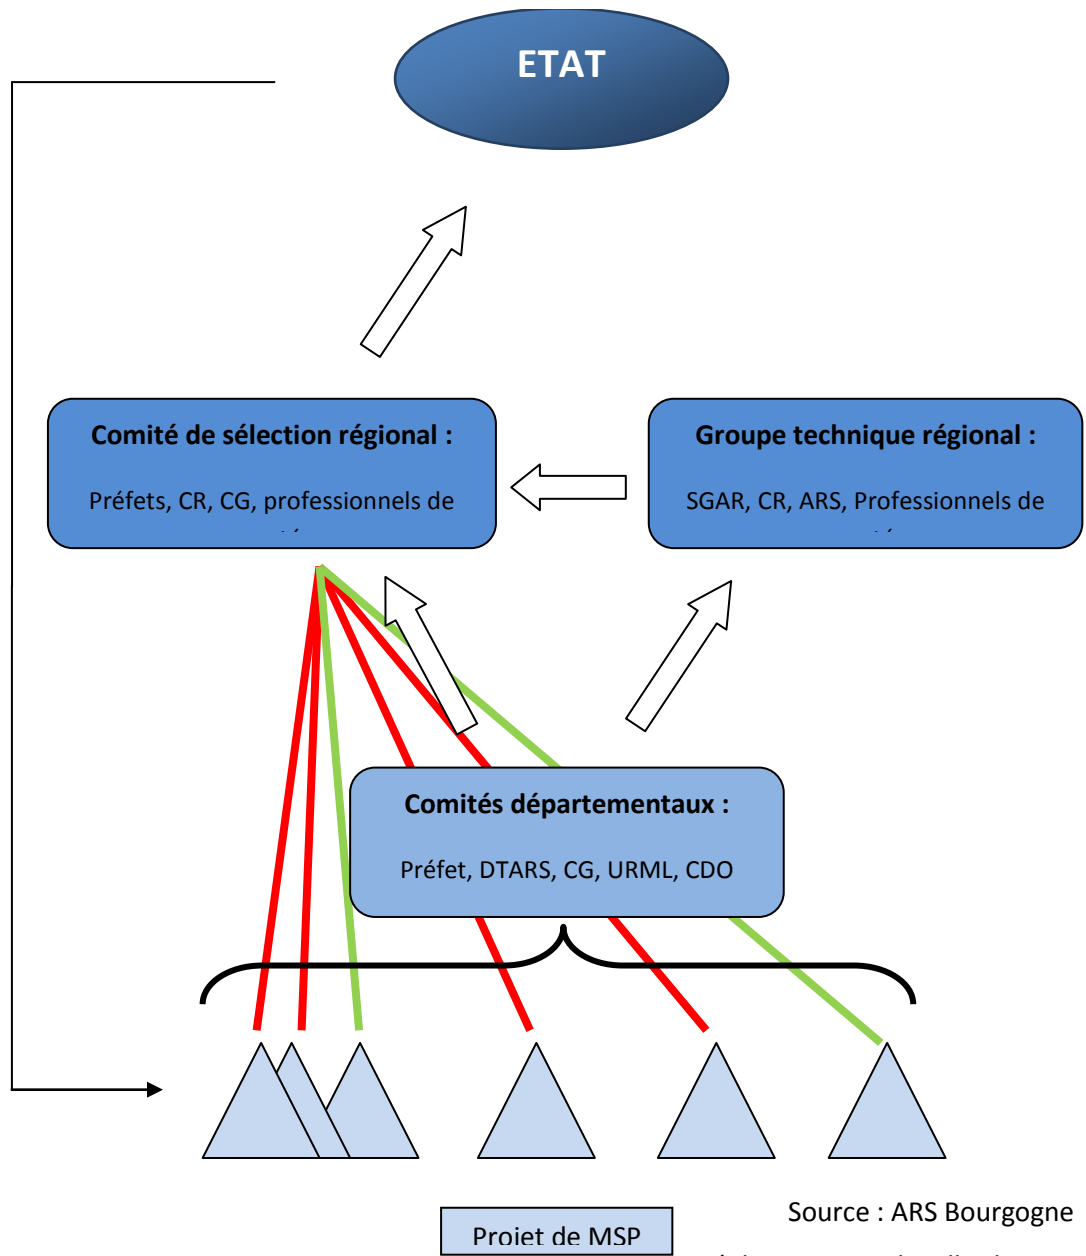 ETAT
Comité de sélection régional :
Préfets, CR, CG, professionnels de
Groupe technique régional :
SGAR, CR, ARS, Professionnels de
Comités départementaux :
Préfet, DTARS, CG, URML, CDO
Source : ARS Bourgogne
Projet de MSP